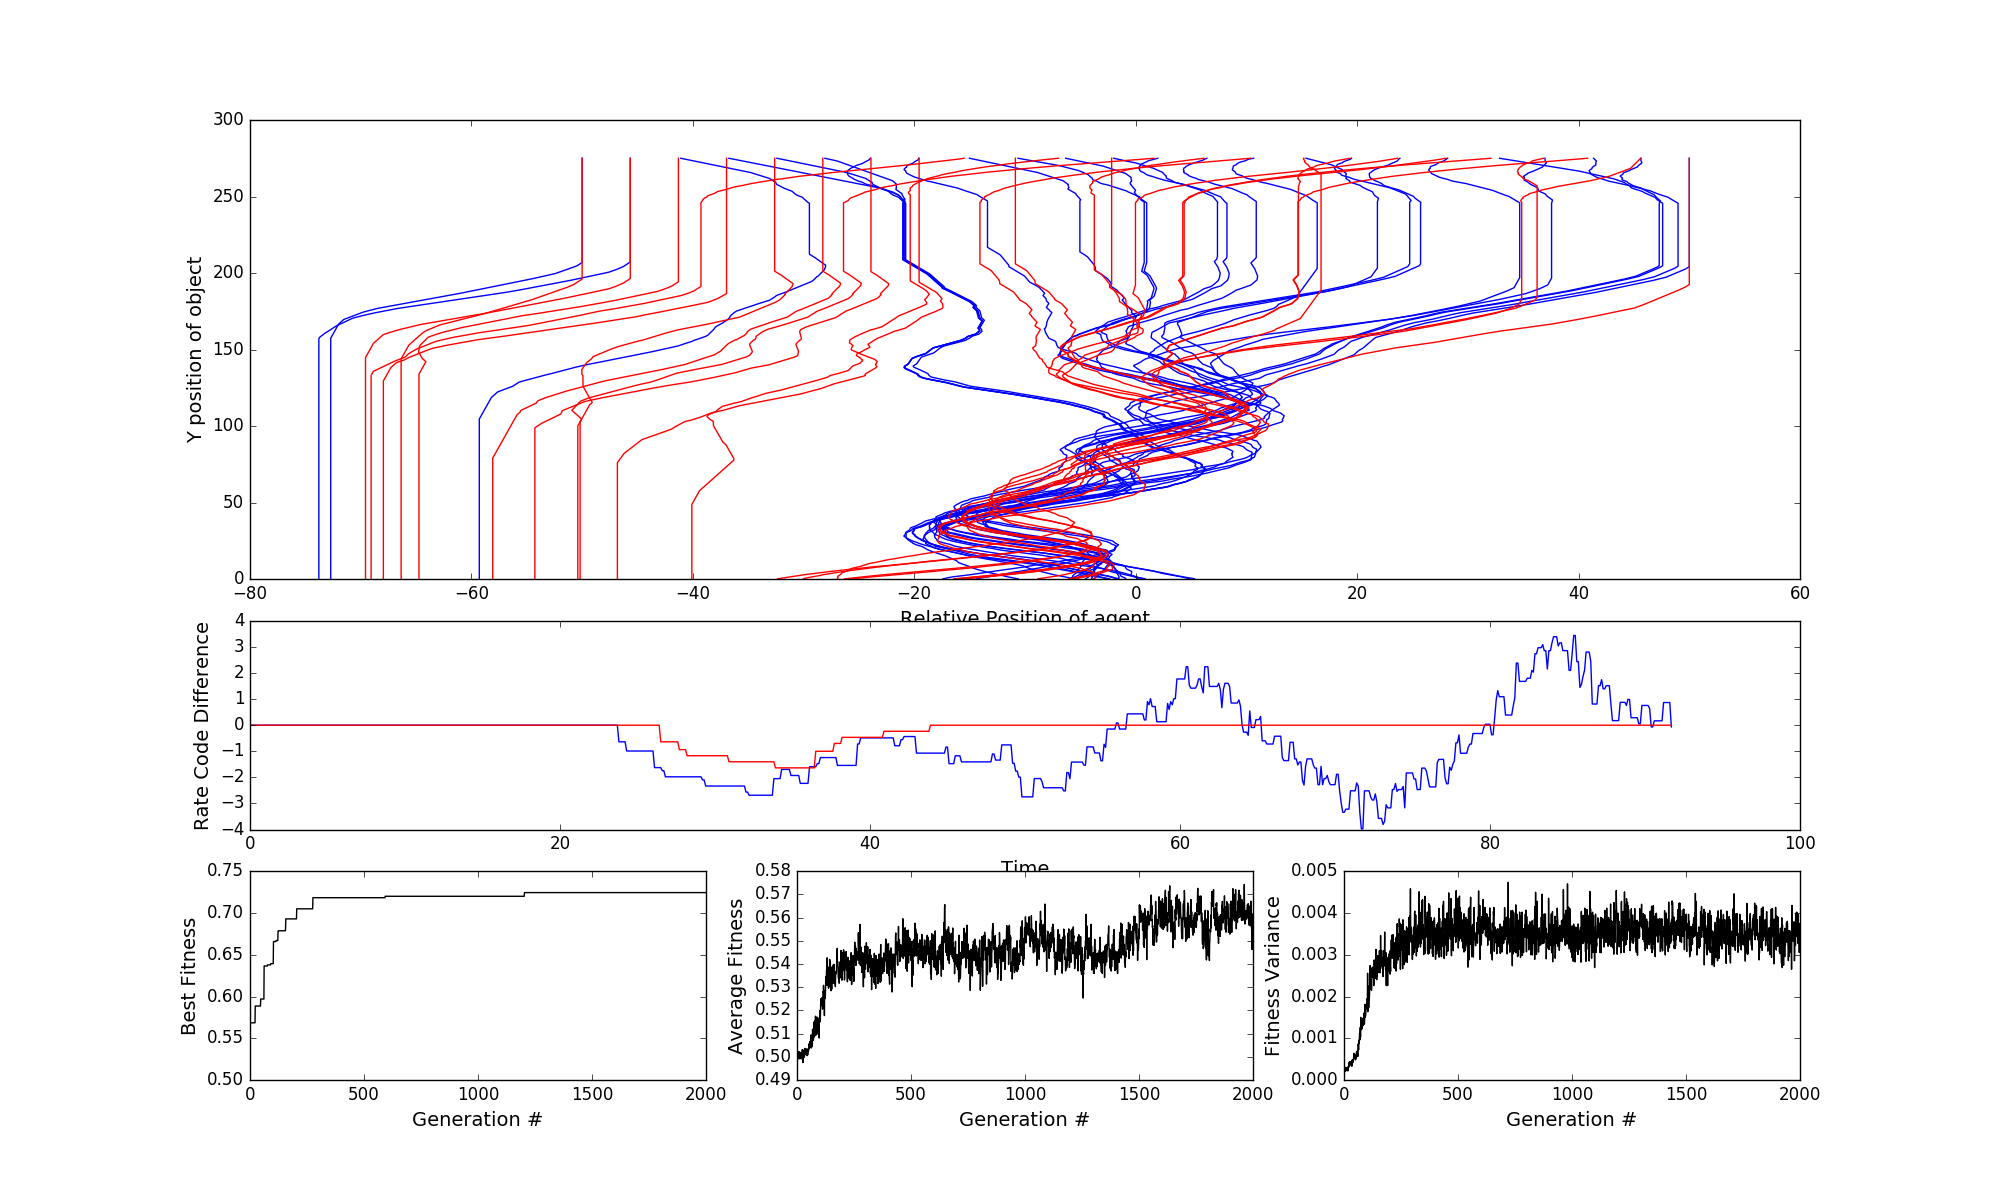 300
250
200
150
100
50
0
Y position of object
−80 −60 −40 −20 0 20 40 60
Relative Position of agent
4
3
2
1
0
−1
−2
−3
−4
Rate Code Difference
0 20 40 60 80 100
Time
0.75
0.70
0.65
0.60
0.55
0.50
Best Fitness
0 500 1000 1500 2000
Generation #
0.58
0.57
0.56
0.55
0.54
0.53
0.52
0.51
0.50
0.49
Average Fitness
0 500 1000 1500 2000
Generation #
0.005
0.004
0.003
0.002
0.001
0.000
Fitness Variance
0 500 1000 1500 2000
Generation #